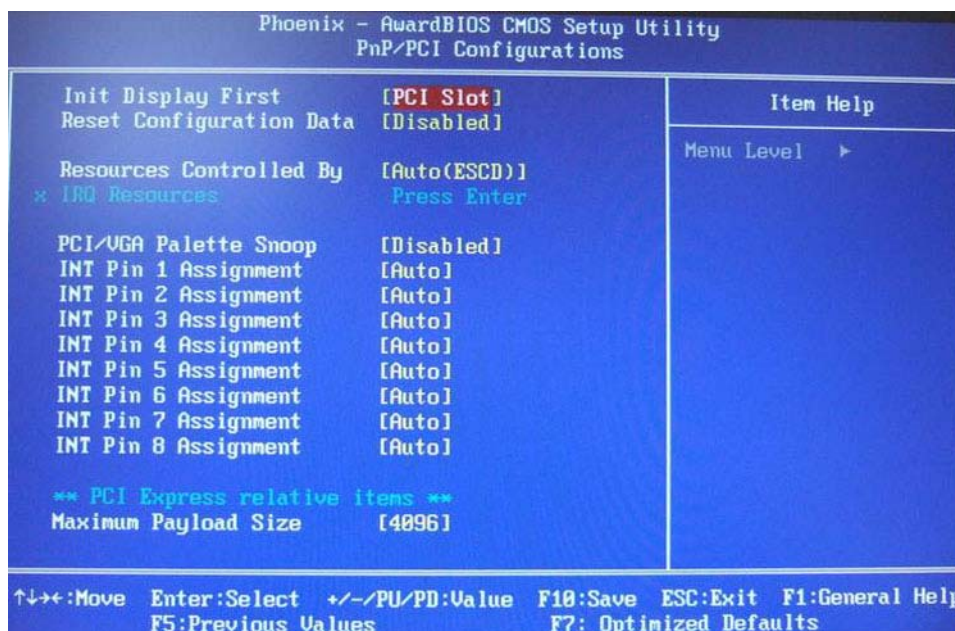 Phoenix - AwardBIOS CMOS Setup Utility
PnP/PCI Configurations
Init Display First [PCI Slot]
Reset Configuration Data [Disabled]
Resources Controlled By [Auto(ESCD)]
x IRQ Resources Press Enter
PCI/VGA Palette Snoop [Disabled]
INT Pin 1 Assignment [Auto]
INT Pin 2 Assignment [Auto]
INT Pin 3 Assignment [Auto]
INT Pin 4 Assignment [Auto]
INT Pin 5 Assignment [Auto]
INT Pin 6 Assignment [Auto]
INT Pin 7 Assignment [Auto]
INT Pin 8 Assignment [Auto]
** PCI Express relative items **
Maximum Payload Size [4096]
Item Help
Menu Level ►
↑↓→←:Move Enter:Select +/-/PU/PD:Value F10:Save ESC:Exit F1:General Help
F5:Previous Values F7: Optimized Defaults